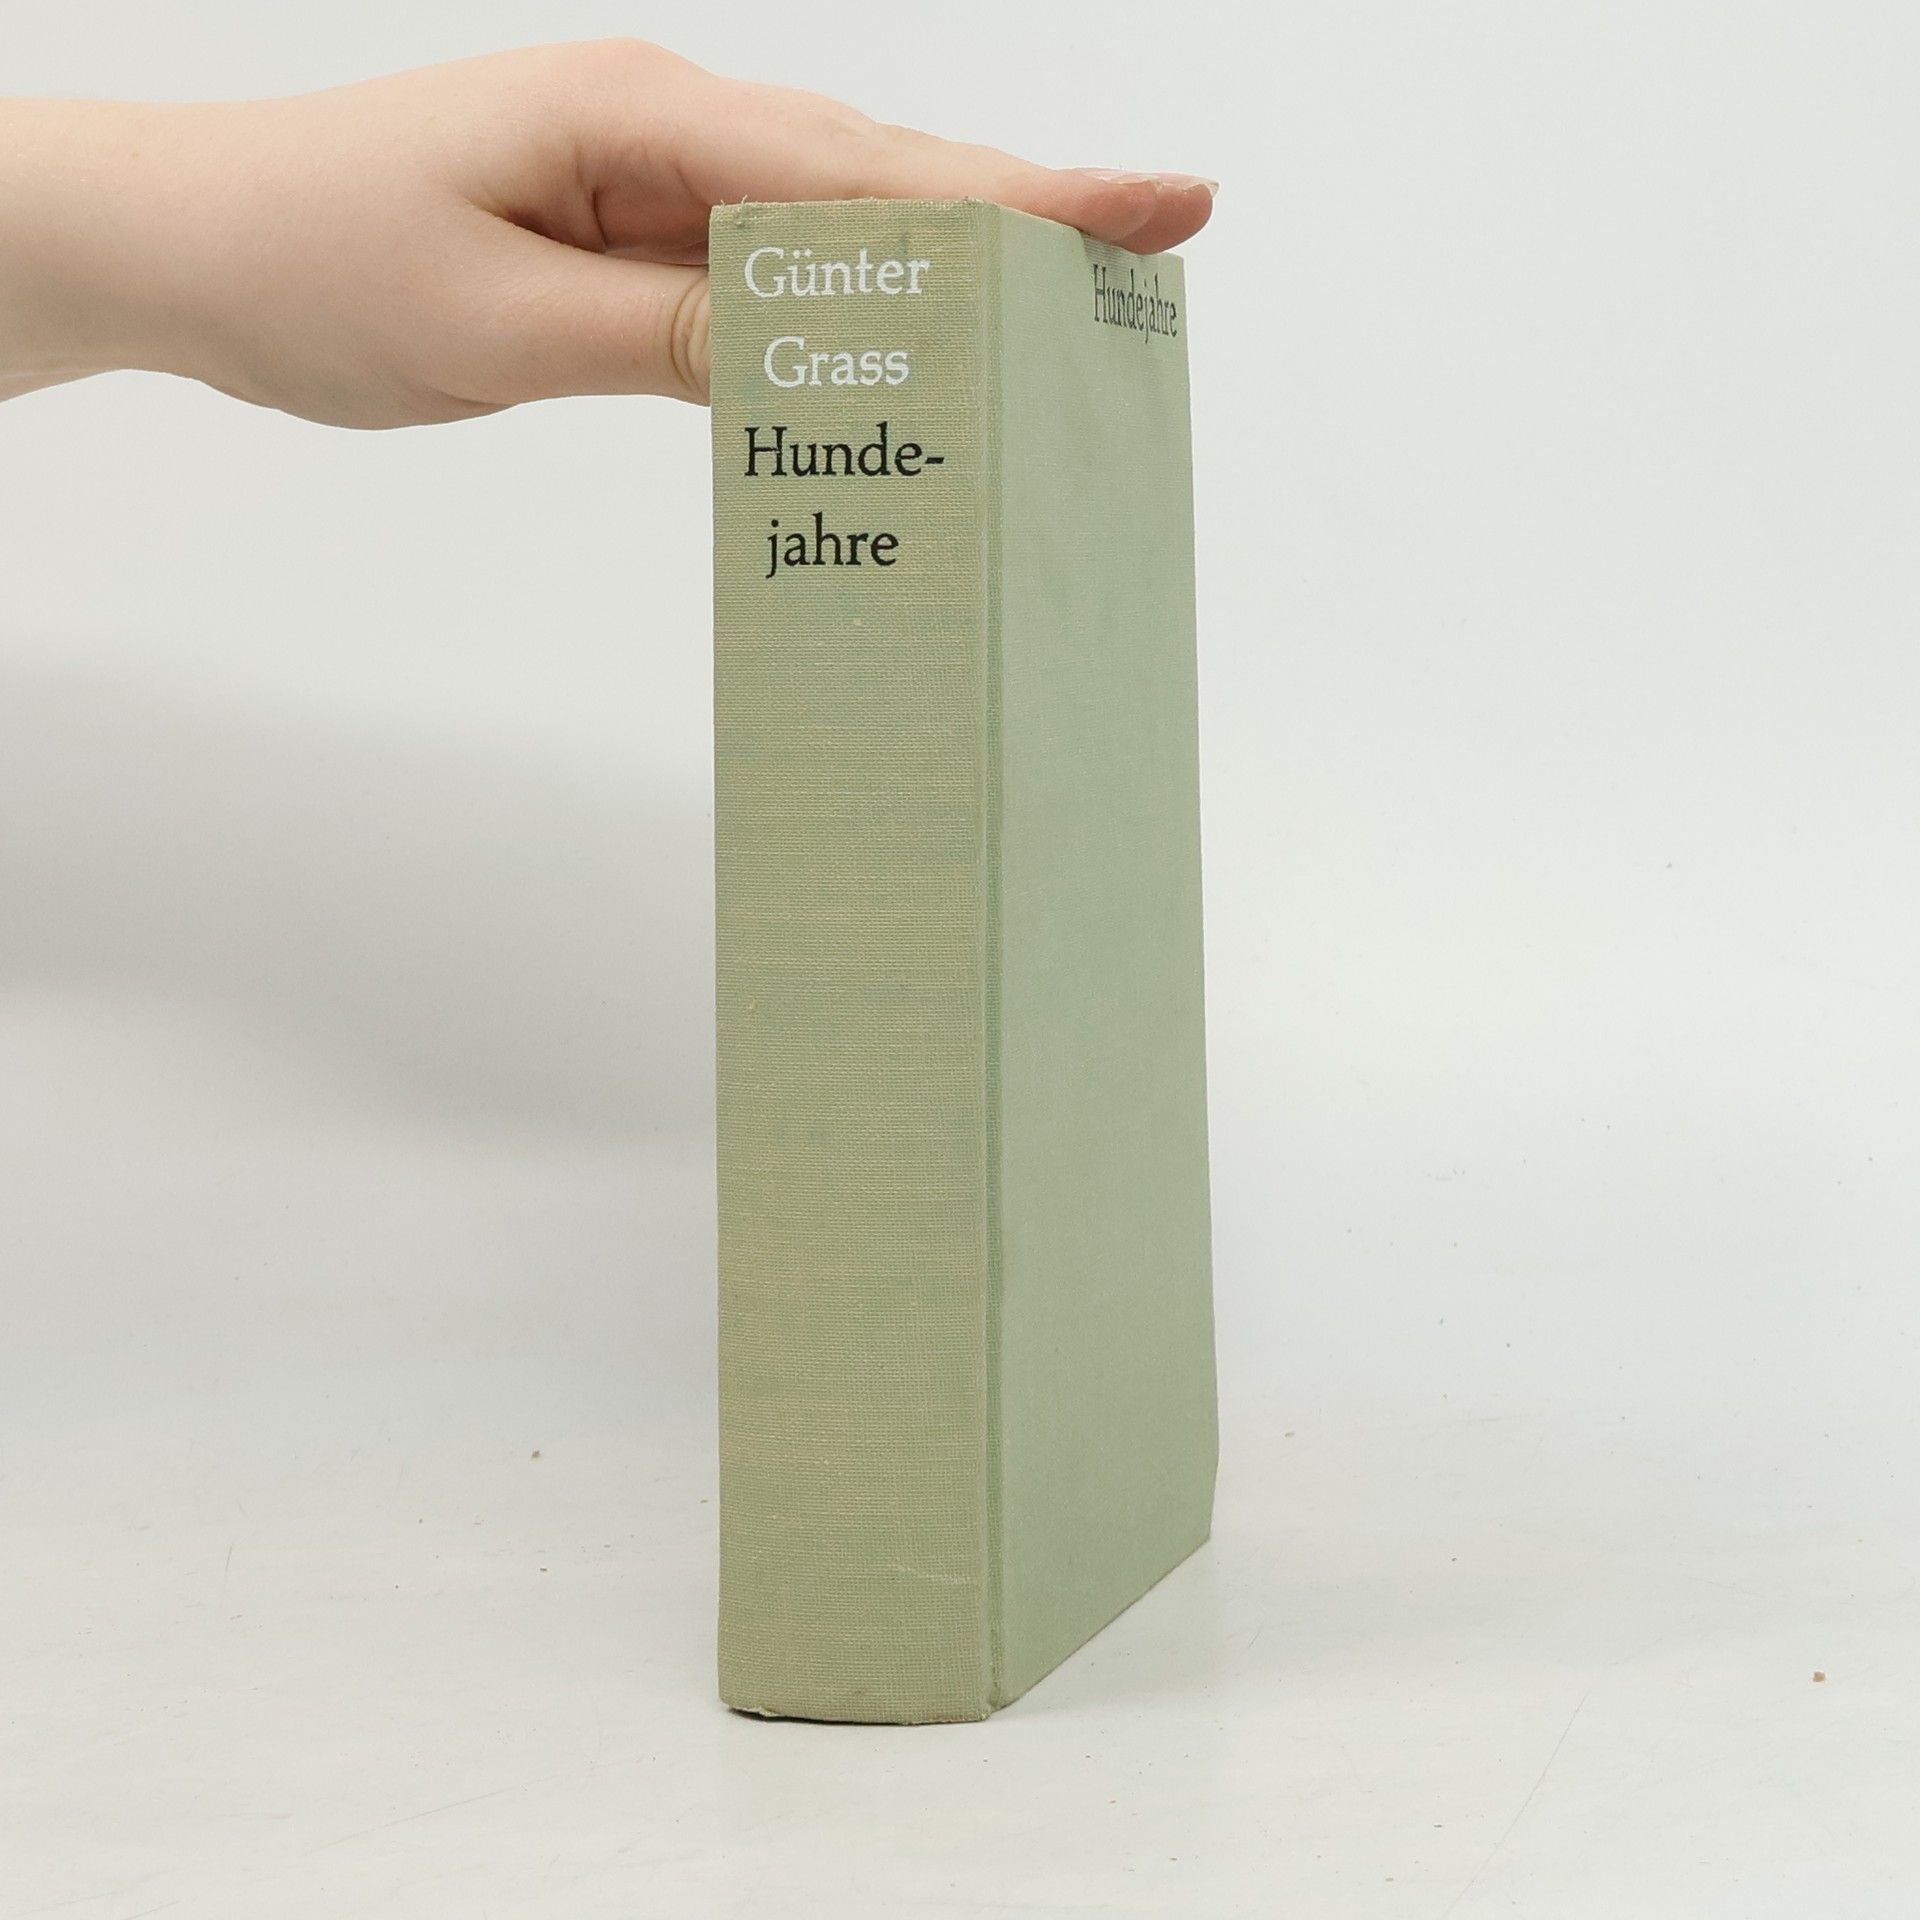 Günter
Grass
Hunde-
jahre
Hundejahre